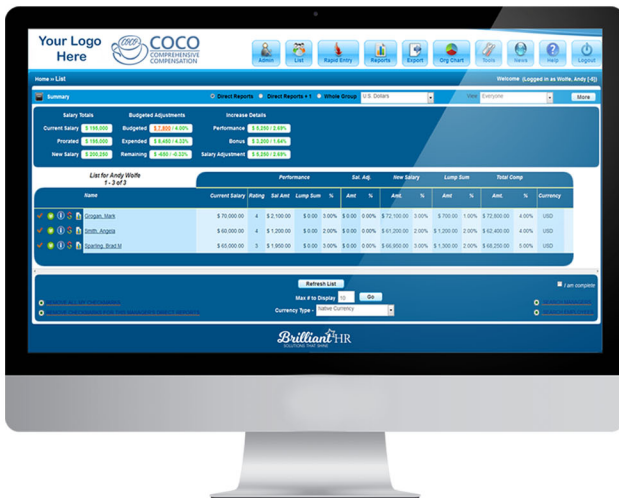 Your Logo
Here
COCO
COCO
COMPREHENSIVE
COMPENSATION
Admin List Rapid Entry Reports Export Org Chart Tools News Help Logout
Home » List Welcome (Logged in as Wolfe, Andy [-4])
Summary Direct Reports Direct Reports + 1 Whole Group U.S. Dollars View Everyone More
Salary Totals Budgeted Adjustments Increase Details
Current Salary $ 195,000 Budgeted $ 7,800 / 4.00% Performance $ 5,250 / 2.69%
Prorated $ 195,000 Expended $ 8,450 / 4.33% Bonus $ 3,200 / 1.64%
New Salary $ 200,250 Remaining $ -650 / -0.33% Salary Adjustment $ 5,250 / 2.69%
List for Andy Wolfe
1 - 3 of 3
Performance Sal. Adj. New Salary Lump Sum Total Comp
Name Current Salary Rating Sal Amt Lump Sum % Amt % Amt. % Amt % Amt. % Currency
Grogan, Mark $ 70,000.00 4 $ 2,100.00 $ 0.00 3.00% $ 0.00 0.00% $ 72,100.00 3.00% $ 700.00 1.00% $ 72,800.00 4.00% USD
Smith, Angela $ 60,000.00 4 $ 1,200.00 $ 0.00 2.00% $ 0.00 0.00% $ 61,200.00 2.00% $ 1,200.00 2.00% $ 62,400.00 4.00% USD
Sparling, Brad M $ 65,000.00 3 $ 1,950.00 $ 0.00 3.00% $ 0.00 0.00% $ 66,950.00 3.00% $ 1,300.00 2.00% $ 68,250.00 5.00% USD
Refresh List
I am complete
Max # to Display 10 Go
Currency Type - Native Currency
BrilliantHR
SOLUTIONS THAT SHINE